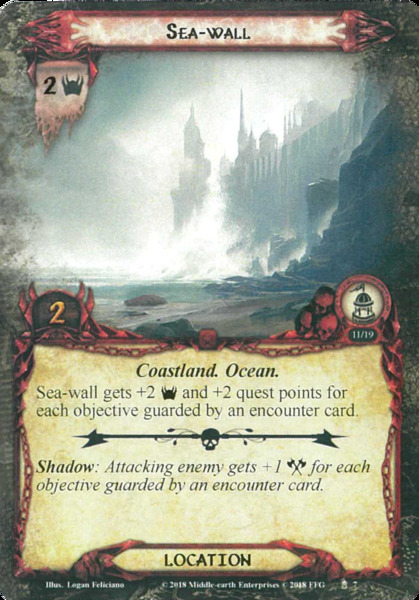 Sea-wall
2
2
11/19
Coastland. Ocean.
Sea-wall gets +2 and +2 quest points for
each objective guarded by an encounter card.
Shadow: Attacking enemy gets +1 for each
objective guarded by an encounter card.
LOCATION
Illus. Logan Feliciano © 2018 Middle-earth Enterprises © 2018 FFG 7